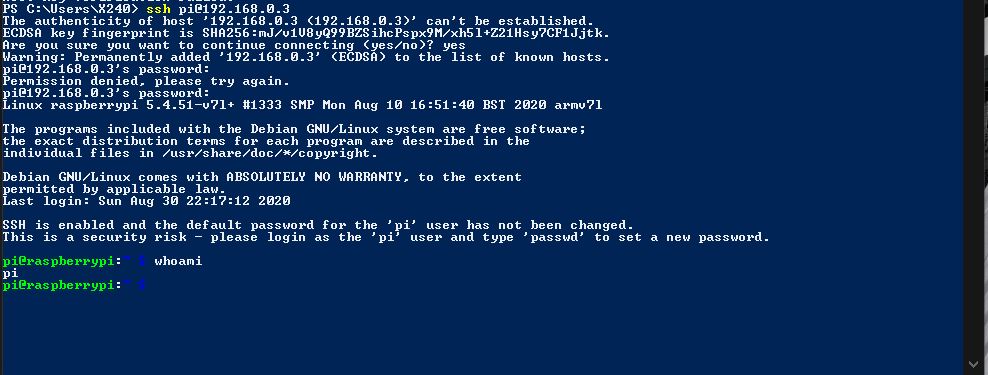 PS C:\Users\X240> ssh pi@192.168.0.3
The authenticity of host '192.168.0.3 (192.168.0.3)' can't be established.
ECDSA key fingerprint is SHA256:mJ/v1V8yQ99BZSihcPspx9M/xh5l+Z21Hsy7CF1Jjtk.
Are you sure you want to continue connecting (yes/no)? yes
Warning: Permanently added '192.168.0.3' (ECDSA) to the list of known hosts.
pi@192.168.0.3's password:
Permission denied, please try again.
pi@192.168.0.3's password:
Linux raspberrypi 5.4.51-v7l+ #1333 SMP Mon Aug 10 16:51:40 BST 2020 armv7l
The programs included with the Debian GNU/Linux system are free software;
the exact distribution terms for each program are described in the
individual files in /usr/share/doc/*/copyright.
Debian GNU/Linux comes with ABSOLUTELY NO WARRANTY, to the extent
permitted by applicable law.
Last login: Sun Aug 30 22:17:12 2020
SSH is enabled and the default password for the 'pi' user has not been changed.
This is a security risk - please login as the 'pi' user and type 'passwd' to set a new password.
pi@raspberrypi:~ $ whoami
pi
pi@raspberrypi:~ $